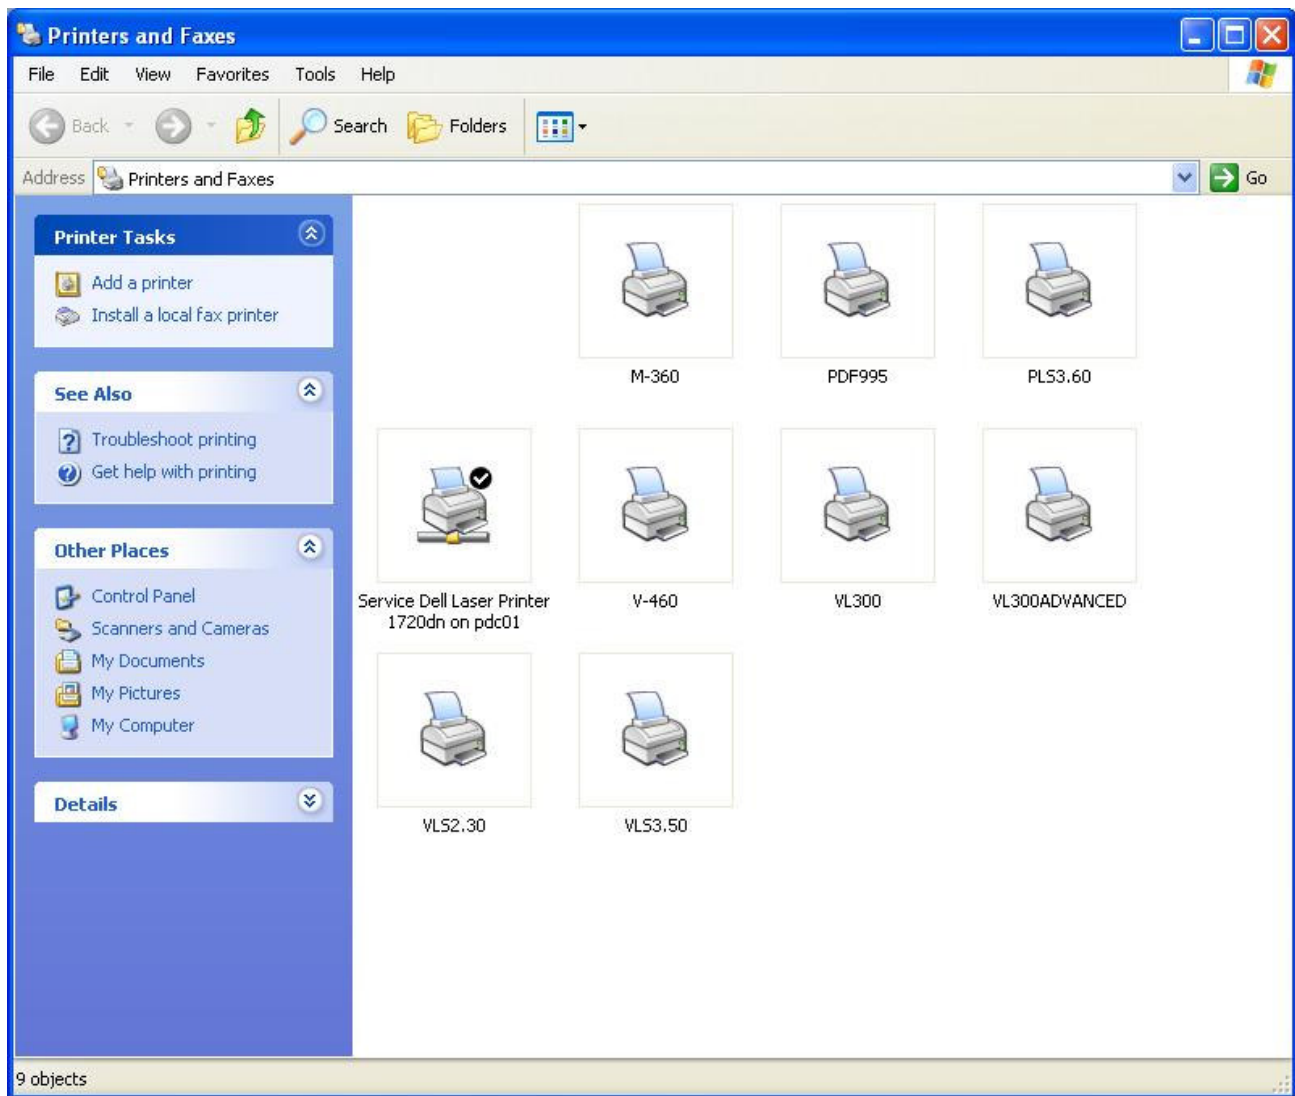 Printers and Faxes
File Edit View Favorites Tools Help
Back Search Folders
Address Printers and Faxes Go
Printer Tasks
Add a printer
Install a local fax printer
See Also
Troubleshoot printing
Get help with printing
Other Places
Control Panel
Scanners and Cameras
My Documents
My Pictures
My Computer
Details
M-360 PDF995 PLS3.60
Service Dell Laser Printer V-460 VL300 VL300ADVANCED
1720dn on pdc01
VLS2.30 VLS3.50
9 objects